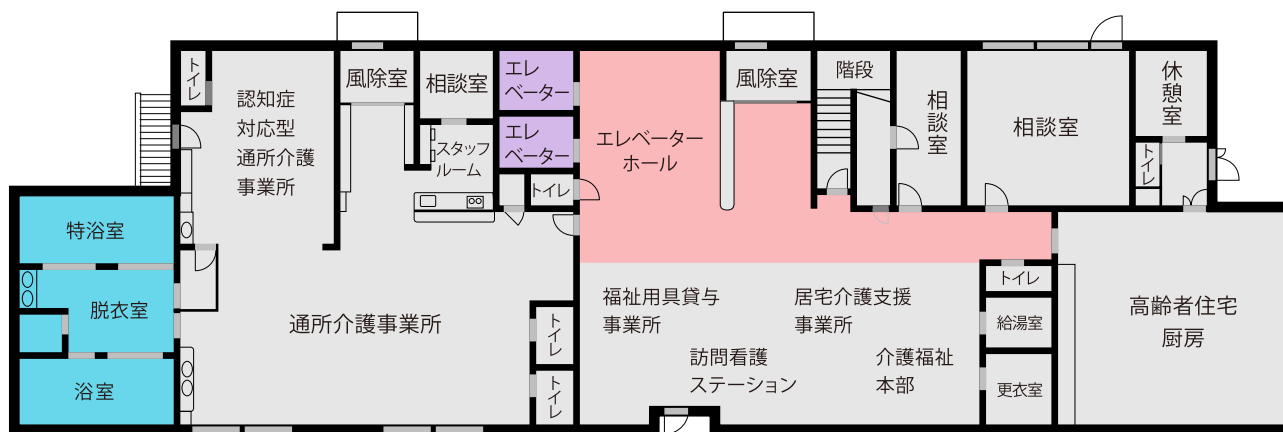 トイレ
認知症
対応型
通所介護
事業所
風除室
相談室
スタッフ
ルーム
エレ
ベーター
エレ
ベーター
トイレ
エレベーター
ホール
風除室
階段
相談室
相談室
休憩室
トイレ
特浴室
脱衣室
浴室
通所介護事業所
トイレ
トイレ
福祉用具貸与
事業所
居宅介護支援
事業所
訪問看護
ステーション
介護福祉
本部
トイレ
給湯室
更衣室
高齢者住宅
厨房